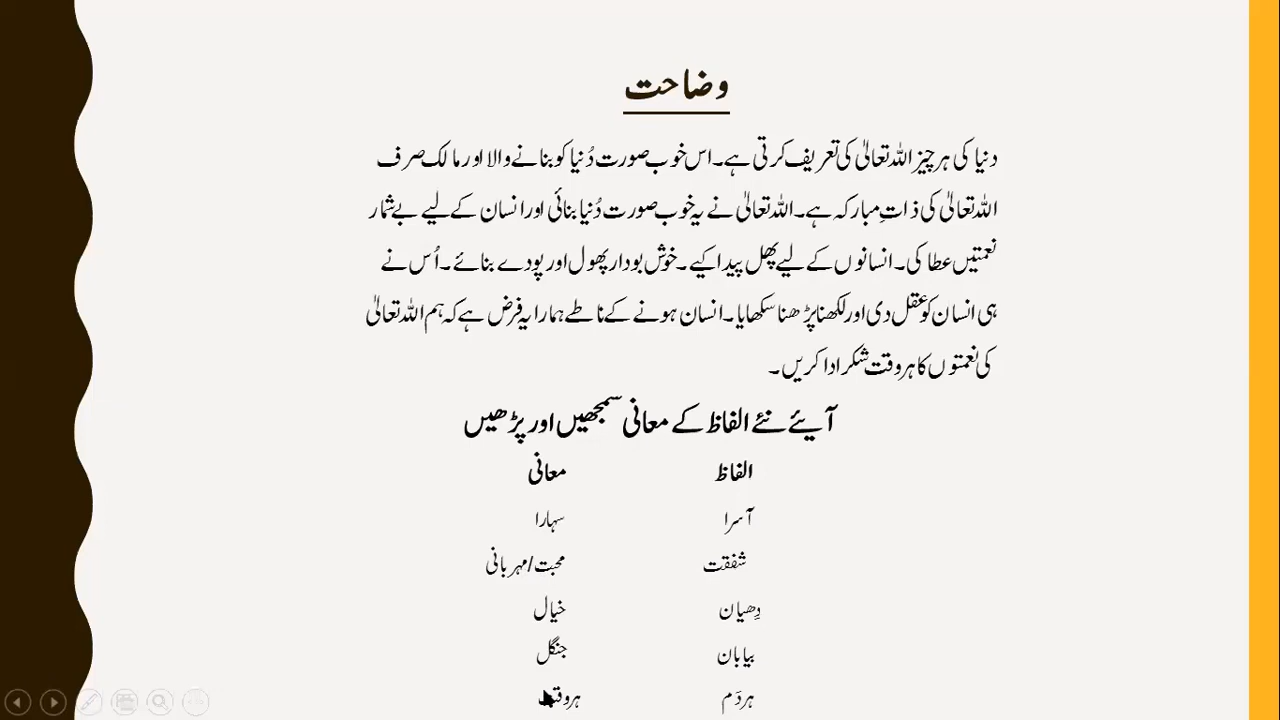 وضاحت
دنیا کی ہر چیز اللہ تعالیٰ کی تعریف کرتی ہے۔ اس خوب صورت دُنیا کو بنانے والا اور مالک صرف
اللہ تعالیٰ کی ذاتِ مبارکہ ہے۔ اللہ تعالیٰ نے یہ خوب صورت دُنیا بنائی اور انسان کے لیے بے شمار
نعمتیں عطا کی۔ انسانوں کے لیے پھل پیدا کیے۔ خوش بودار پھول اور پودے بنائے۔ اُس نے
ہی انسان کو عقل دی اور لکھنا پڑھنا سکھایا۔ انسان ہونے کے ناطے ہمارا یہ فرض ہے کہ ہم اللہ تعالیٰ
کی نعمتوں کا ہر وقت شکر ادا کریں۔
آیئے نئے الفاظ کے معانی سمجھیں اور پڑھیں
الفاظ معانی
آسرا سہارا
شفقت محبت/مہربانی
دِھیان خیال
بیابان جنگل
ہر دَم ہر وقت